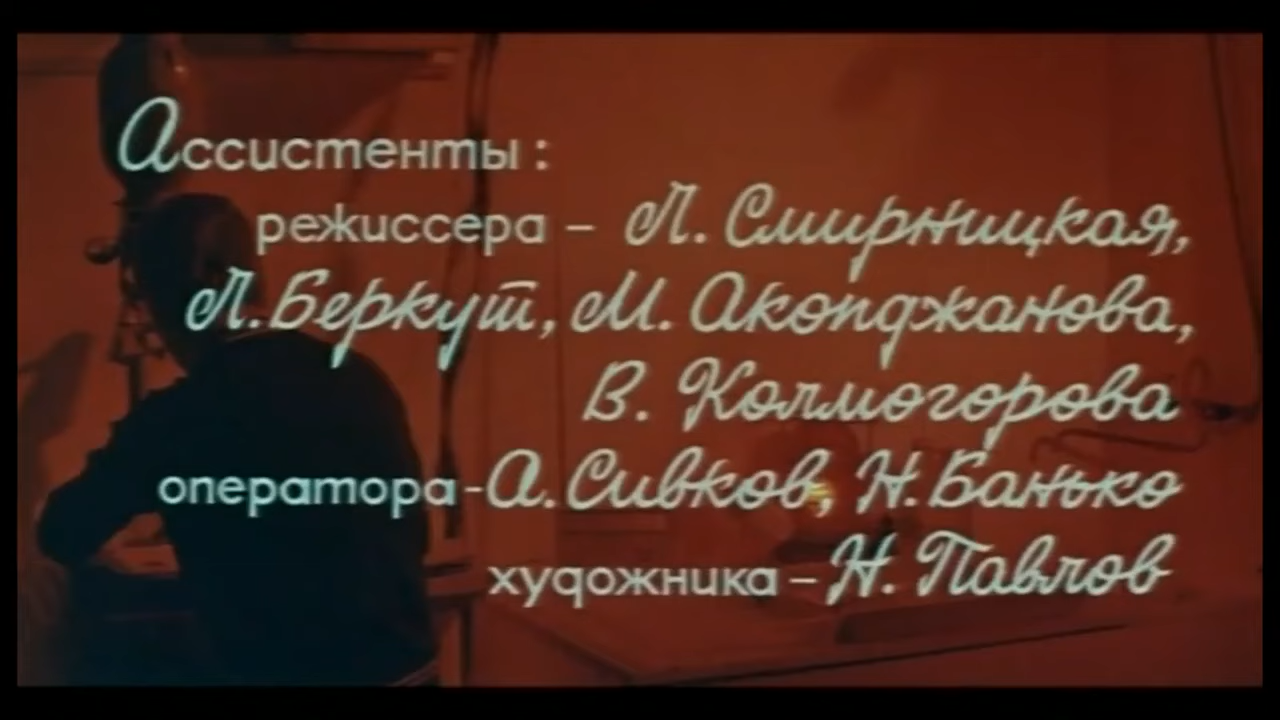 Ассистенты:
режиссера – Л. Смирницкая,
Л. Беркут, М. Акопджанова,
В. Колмогорова
оператора - А. Сивков, Н. Банько
художника – Н. Павлов